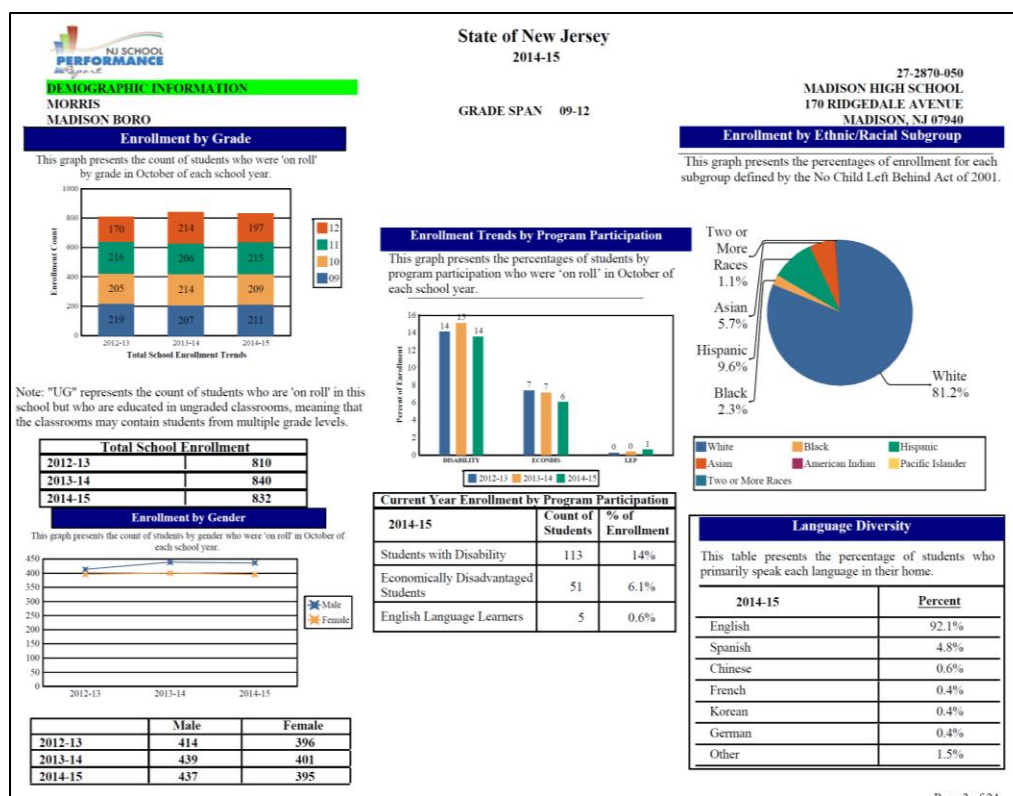 State of New Jersey
2014-15
NJ SCHOOL
PERFORMANCE
Report
DEMOGRAPHIC INFORMATION
MORRIS
MADISON BORO
GRADE SPAN 09-12
27-2870-050
MADISON HIGH SCHOOL
170 RIDGEDALE AVENUE
MADISON, NJ 07940
Enrollment by Grade
This graph presents the count of students who were 'on roll'
by grade in October of each school year.
Enrollment Count
1000
800
600
400
200
0
170 214 197
216 206 215
205 214 209
219 207 211
2012-13 2013-14 2014-15
Total School Enrollment Trends
12
11
10
09
Note: "UG" represents the count of students who are 'on roll' in this
school but who are educated in ungraded classrooms, meaning that
the classrooms may contain students from multiple grade levels.
Total School Enrollment
2012-13 810
2013-14 840
2014-15 832
Enrollment by Gender
This graph presents the count of students by gender who were 'on roll' in October of
each school year.
450
400
350
300
250
200
150
100
50
0
2012-13 2013-14 2014-15
Male
Female
Male Female
2012-13 414 396
2013-14 439 401
2014-15 437 395
Enrollment Trends by Program Participation
This graph presents the percentages of students by
program participation who were ‘on roll’ in October of
each school year.
Percent of Enrollment
16
14
12
10
8
6
4
2
0
14 15 14
7 7 6
0 0 1
DISABILITY ECONDIS LEP
2012-13 2013-14 2014-15
Current Year Enrollment by Program Participation
2014-15
Count of
Students
% of
Enrollment
Students with Disability 113 14%
Economically Disadvantaged
Students
51 6.1%
English Language Learners 5 0.6%
Enrollment by Ethnic/Racial Subgroup
This graph presents the percentages of enrollment for each
subgroup defined by the No Child Left Behind Act of 2001.
Two or
More
Races
1.1%
Asian
5.7%
Hispanic
9.6%
Black
2.3%
White
81.2%
White Black Hispanic
Asian American Indian Pacific Islander
Two or More Races
Language Diversity
This table presents the percentage of students who
primarily speak each language in their home.
2014-15 Percent
English 92.1%
Spanish 4.8%
Chinese 0.6%
French 0.4%
Korean 0.4%
German 0.4%
Other 1.5%